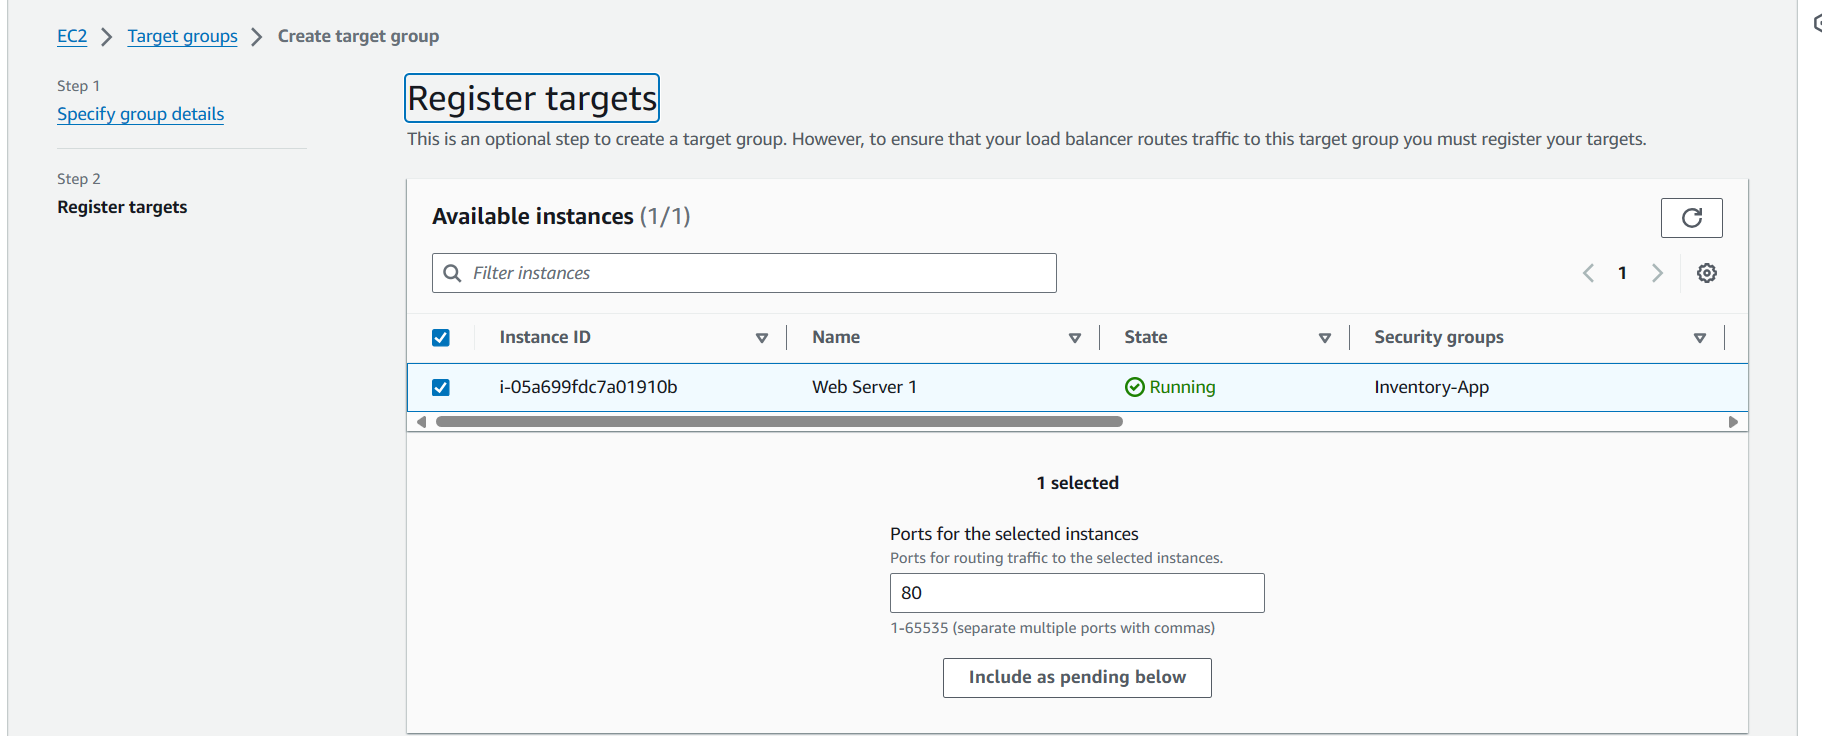 EC2 > Target groups > Create target group
Step 1
Specify group details
Step 2
Register targets
Register targets
This is an optional step to create a target group. However, to ensure that your load balancer routes traffic to this target group you must register your targets.
Available instances (1/1)
Filter instances
1
Instance ID Name State Security groups
i-05a699fdc7a01910b Web Server 1 Running Inventory-App
1 selected
Ports for the selected instances
Ports for routing traffic to the selected instances.
80
1-65535 (separate multiple ports with commas)
Include as pending below